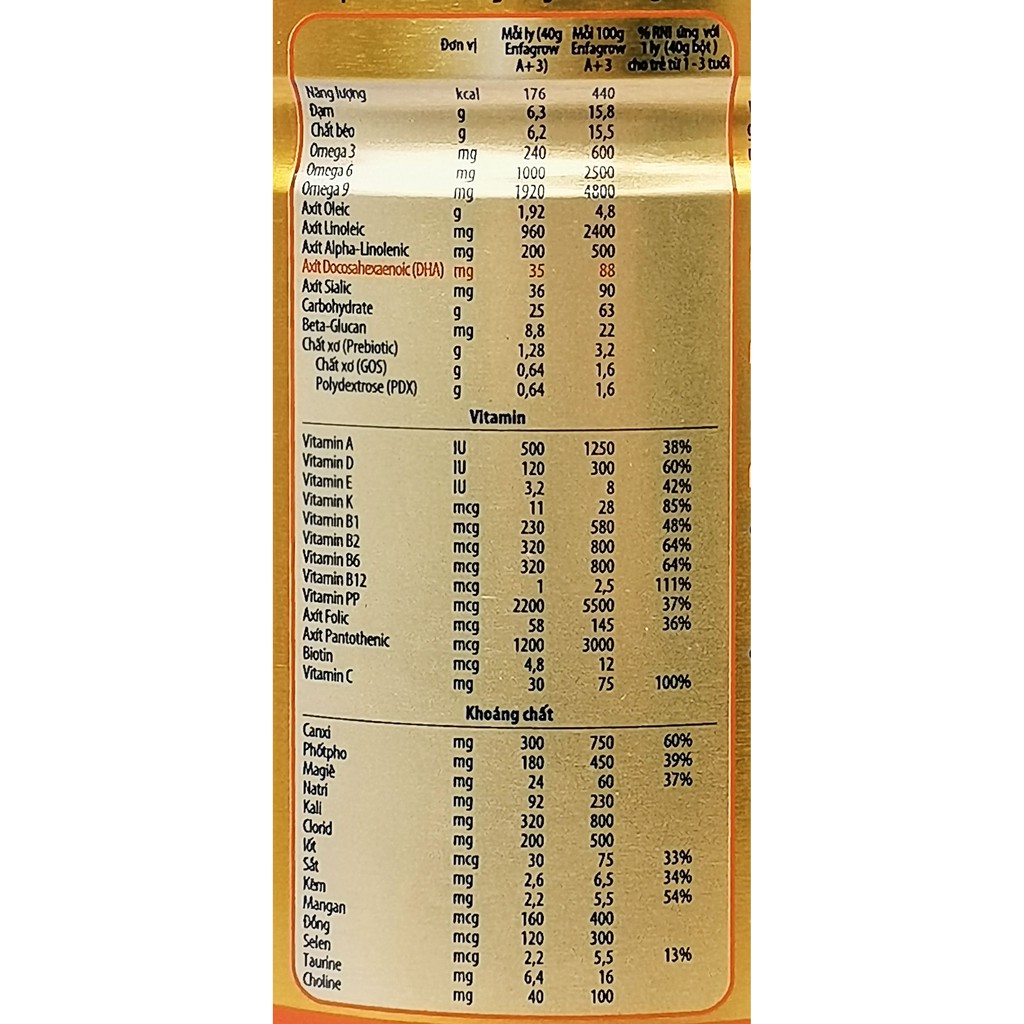 Đơn vị Mỗi ly (40g Enfagrow A+ 3) Mỗi 100g Enfagrow A+ 3 % RNI ứng với 1 ly (40g bột) cho trẻ từ 1 - 3 tuổi
Năng lượng kcal 176 440
Đạm g 6,3 15,8
Chất béo g 6,2 15,5
Omega 3 mg 240 600
Omega 6 mg 1000 2500
Omega 9 mg 1920 4800
Axít Oleic g 1,92 4,8
Axít Linoleic mg 960 2400
Axít Alpha-Linolenic mg 200 500
Axít Docosahexaenoic (DHA) mg 35 88
Axít Sialic mg 36 90
Carbohydrate g 25 63
Beta-Glucan mg 8,8 22
Chất xơ (Prebiotic) g 1,28 3,2
Chất xơ (GOS) g 0,64 1,6
Polydextrose (PDX) g 0,64 1,6
Vitamin
Vitamin A IU 500 1250 38%
Vitamin D IU 120 300 60%
Vitamin E IU 3,2 8 42%
Vitamin K mcg 11 28 85%
Vitamin B1 mcg 230 580 48%
Vitamin B2 mcg 320 800 64%
Vitamin B6 mcg 320 800 64%
Vitamin B12 mcg 1 2,5 111%
Vitamin PP mcg 2200 5500 37%
Axít Folic mcg 58 145 36%
Axít Pantothenic mcg 1200 3000
Biotin mcg 4,8 12
Vitamin C mg 30 75 100%
Khoáng chất
Canxi mg 300 750 60%
Phốtpho mg 180 450 39%
Magiê mg 24 60 37%
Natri mg 92 230
Kali mg 320 800
Clorid mg 200 500
Iốt mcg 30 75 33%
Sắt mg 2,6 6,5 34%
Kẽm mg 2,2 5,5 54%
Mangan mcg 160 400
Đồng mcg 120 300
Selen mcg 2,2 5,5 13%
Taurine mg 6,4 16
Choline mg 40 100